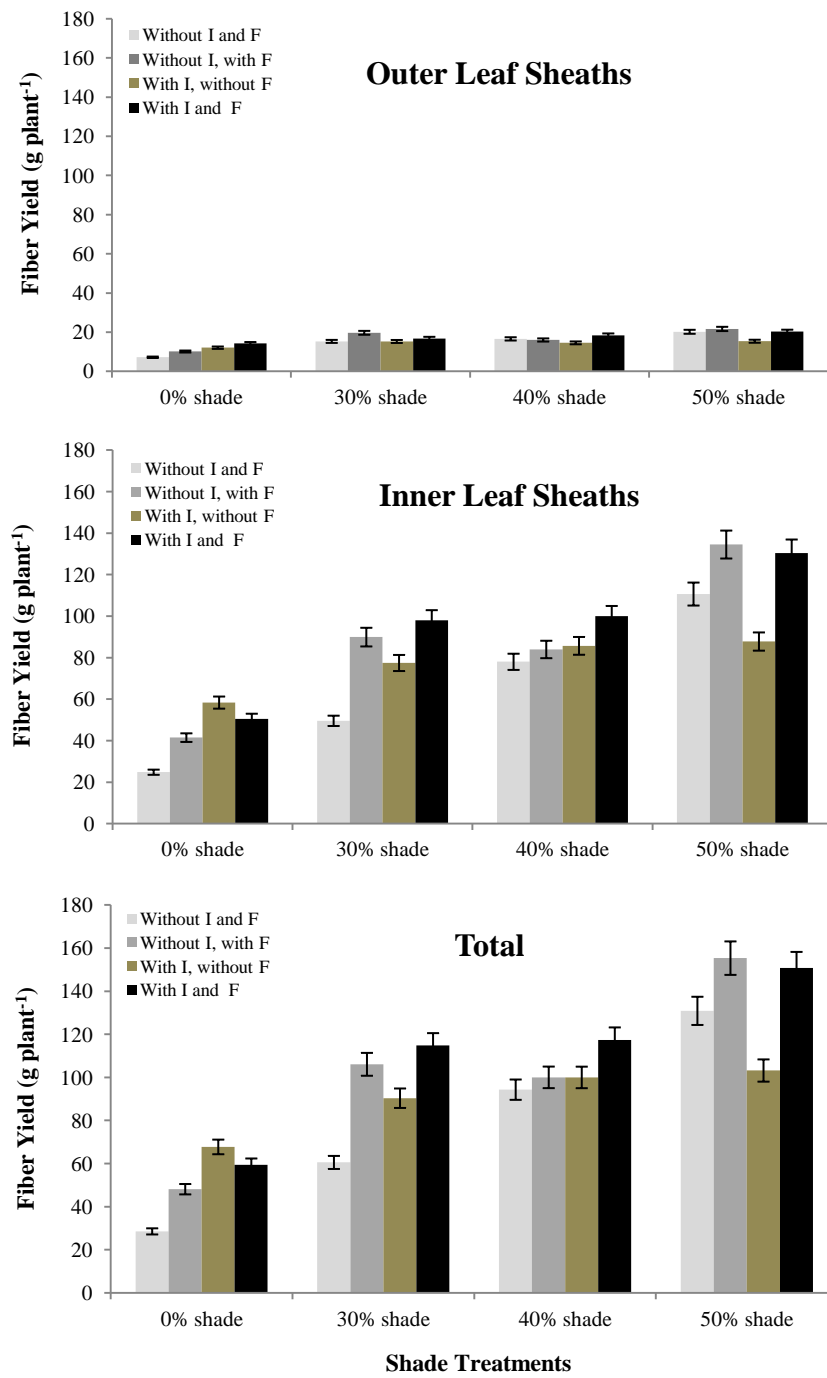 180
160
140
120
100
80
60
40
20
0
Fiber Yield (g plant-1)
Without I and F
Without I, with F
With I, without F
With I and F
Outer Leaf Sheaths
0% shade 30% shade 40% shade 50% shade
180
160
140
120
100
80
60
40
20
0
Fiber Yield (g plant-1)
Without I and F
Without I, with F
With I, without F
With I and F
Inner Leaf Sheaths
0% shade 30% shade 40% shade 50% shade
180
160
140
120
100
80
60
40
20
0
Fiber Yield (g plant-1)
Without I and F
Without I, with F
With I, without F
With I and F
Total
0% shade 30% shade 40% shade 50% shade
Shade Treatments